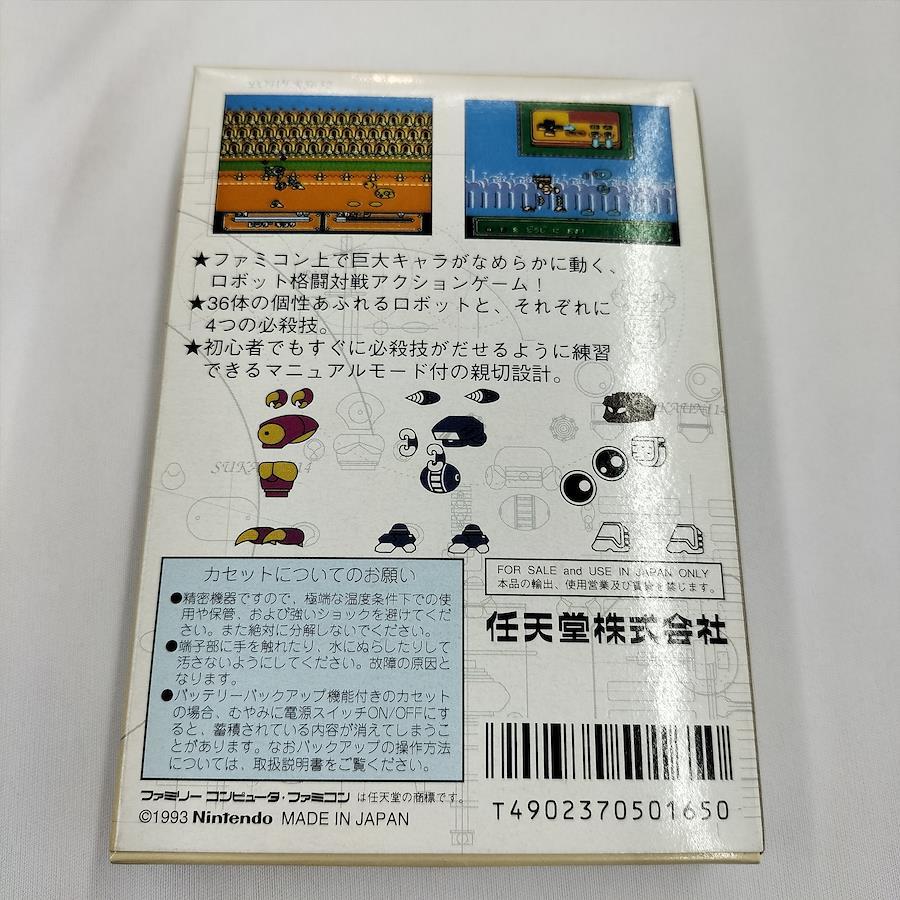 ★ファミコン上で巨大キャラがなめらかに動く、
ロボット格闘対戦アクションゲーム！
★36体の個性あふれるロボットと、それぞれに
4つの必殺技。
★初心者でもすぐに必殺技がだせるように練習
できるマニュアルモード付の親切設計。
SUKAUN114
カセットについてのお願い
●精密機器ですので、極端な温度条件下での使
用や保管、および強いショックを避けてくだ
さい。また絶対に分解しないでください。
●端子部に手を触れたり、水にぬらしたりして
汚さないようにしてください。故障の原因と
なります。
●バッテリーバックアップ機能付きのカセット
の場合、むやみに電源スイッチON/OFFにす
ると、蓄積されている内容が消えてしまうこ
とがあります。なおバックアップの操作方法
については、取扱説明書をご覧ください。
FOR SALE and USE IN JAPAN ONLY
本品の輸出、使用営業及び賃貸を禁じます。
任天堂株式会社
T4902370501650
ファミリーコンピュータ・ファミコン は任天堂の商標です。
©1993 Nintendo MADE IN JAPAN